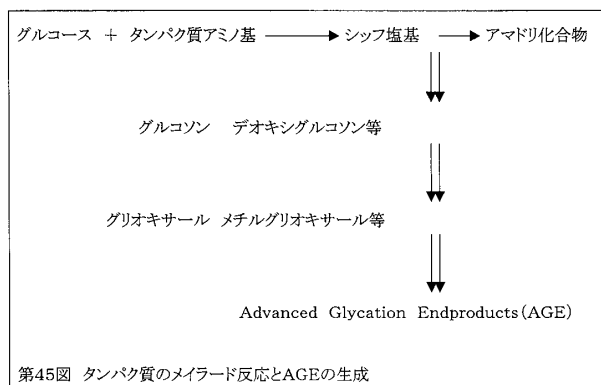 グルコース + タンパク質アミノ基 → シッフ塩基 → アマドリ化合物
グルコソン デオキシグルコソン等
グリオキサール メチルグリオキサール等
Advanced Glycation Endproducts(AGE)
第45図 タンパク質のメイラード反応とAGEの生成